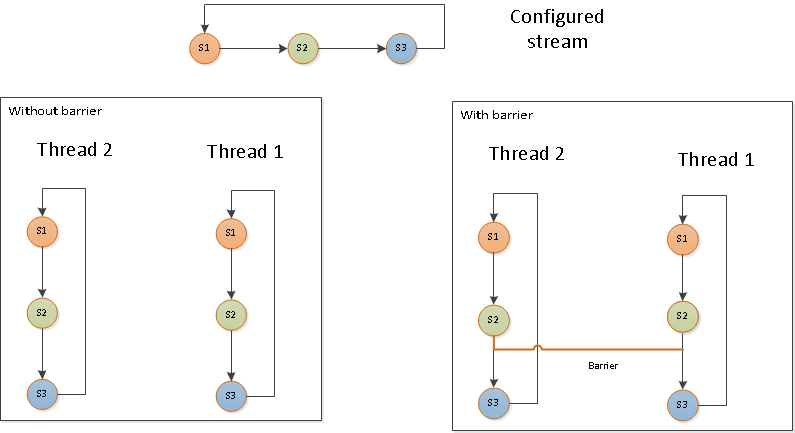 Configured
stream
S1
S2
S3
Without barrier
Thread 2
Thread 1
S1
S1
S2
S2
S3
S3
With barrier
Thread 2
Thread 1
S1
S1
S2
S2
Barrier
S3
S3